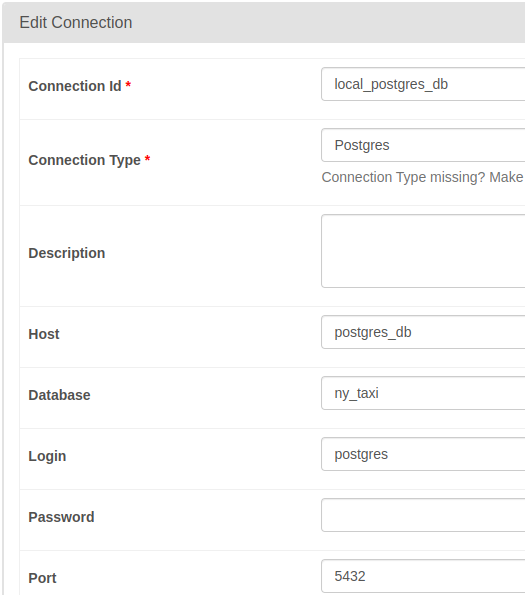 Edit Connection
Connection Id * local_postgres_db
Connection Type * Postgres
Connection Type missing? Make
Description
Host postgres_db
Database ny_taxi
Login postgres
Password
Port 5432